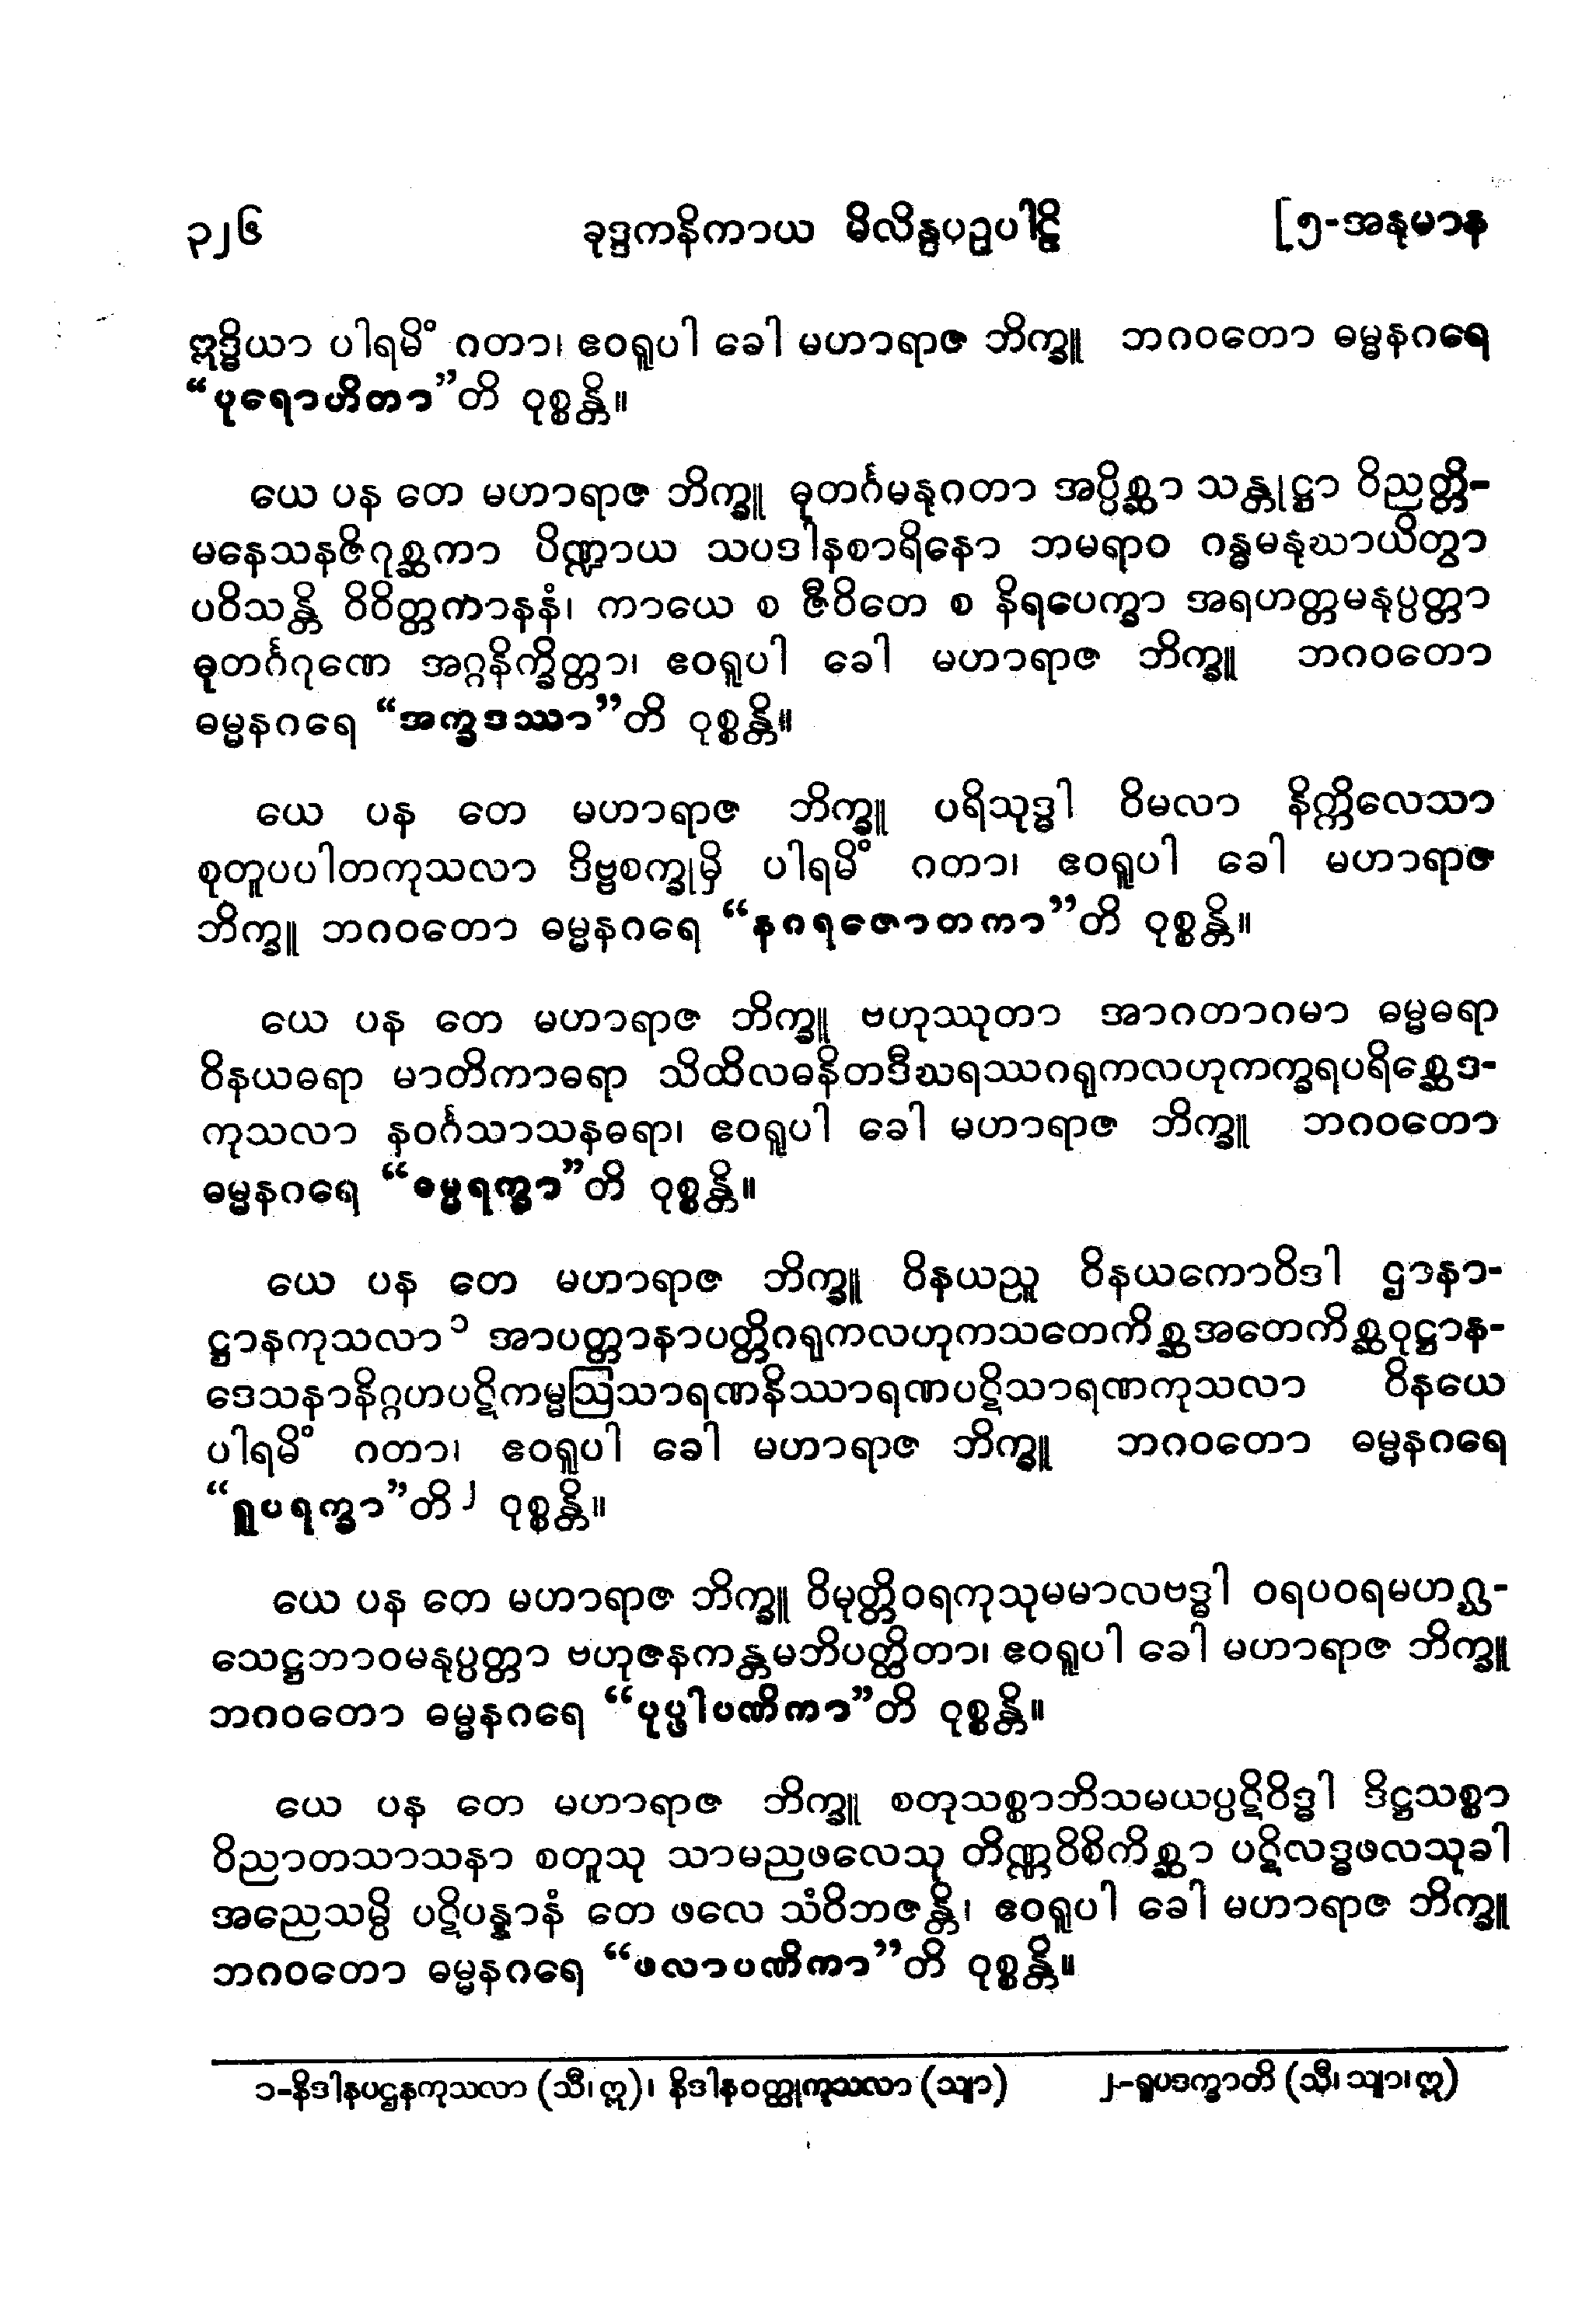 ၃၂၆ ခုဒ္ဒကနိကာယ မိလိန္ဒပဉှပါဠိ [၅-အနုမာန
ဣဒ္ဓိယာ ပါရမိံ ဂတာ၊ ဧဝရူပါ ခေါ မဟာရာဇ ဘိက္ခူ ဘဂဝတော ဓမ္မနဂရေ
“ပုရောဟိတာ”တိ ဝုစ္စန္တိ။
ယေ ပန တေ မဟာရာဇ ဘိက္ခူ ဓုတင်္ဂမနုဂတာ အပ္ပိစ္ဆာ သန္တုဋ္ဌာ ဝိညတ္တိ-
မနေသနဇိဂုစ္ဆကာ ပိဏ္ဍာယ သပဒါနစာရိနော ဘမရာဝ ဂန္ဓမနုဃာယိတွာ
ပဝိသန္တိ ဝိဝိတ္တကာနနံ၊ ကာယေ စ ဇီဝိတေ စ နိရပေက္ခာ အရဟတ္တမနုပ္ပတ္တာ
ဓုတင်္ဂဂုဏေ အဂ္ဂနိက္ခိတ္တာ၊ ဧဝရူပါ ခေါ မဟာရာဇ ဘိက္ခူ ဘဂဝတော
ဓမ္မနဂရေ “အက္ခဒဿာ”တိ ဝုစ္စန္တိ။
ယေ ပန တေ မဟာရာဇ ဘိက္ခူ ပရိသုဒ္ဓါ ဝိမလာ နိက္ကိလေသာ
စုတူပပါတကုသလာ ဒိဗ္ဗစက္ခုမှိ ပါရမိံ ဂတာ၊ ဧဝရူပါ ခေါ မဟာရာဇ
ဘိက္ခူ ဘဂဝတော ဓမ္မနဂရေ “နဂရဇောတကာ”တိ ဝုစ္စန္တိ။
ယေ ပန တေ မဟာရာဇ ဘိက္ခူ ဗဟုဿုတာ အာဂတာဂမာ ဓမ္မဓရာ
ဝိနယဓရာ မာတိကာဓရာ သိထိလဓနိတဒီဃရဿဂရုကလဟုကက္ခရပရိစ္ဆေဒ-
ကုသလာ နဝင်္ဂသာသနဓရာ၊ ဧဝရူပါ ခေါ မဟာရာဇ ဘိက္ခူ ဘဂဝတော
ဓမ္မနဂရေ “ဓမ္မရက္ခာ”တိ ဝုစ္စန္တိ။
ယေ ပန တေ မဟာရာဇ ဘိက္ခူ ဝိနယညူ ဝိနယကောဝိဒါ ဌာနာ-
ဋ္ဌာနကုသလာ၁ အာပတ္တာနာပတ္တိဂရုကလဟုကသတေကိစ္ဆအတေကိစ္ဆဝုဋ္ဌာန-
ဒေသနာနိဂ္ဂဟပဋိကမ္မဩသာရဏနိဿာရဏပဋိသာရဏကုသလာ ဝိနယေ
ပါရမိံ ဂတာ၊ ဧဝရူပါ ခေါ မဟာရာဇ ဘိက္ခူ ဘဂဝတော ဓမ္မနဂရေ
“ရူပရက္ခာ”တိ၂ ဝုစ္စန္တိ။
ယေ ပန တေ မဟာရာဇ ဘိက္ခူ ဝိမုတ္တိဝရကုသုမမာလဗဒ္ဓါ ဝရပဝရမဟဂ္ဃ-
သေဋ္ဌဘာဝမနုပ္ပတ္တာ ဗဟုဇနကန္တမဘိပတ္ထိတာ၊ ဧဝရူပါ ခေါ မဟာရာဇ ဘိက္ခူ
ဘဂဝတော ဓမ္မနဂရေ “ပုပ္ဖါပဏိကာ”တိ ဝုစ္စန္တိ။
ယေ ပန တေ မဟာရာဇ ဘိက္ခူ စတုသစ္စာဘိသမယပ္ပဋိဝိဒ္ဓါ ဒိဋ္ဌသစ္စာ
ဝိညာတသာသနာ စတူသု သာမညဖလေသု တိဏ္ဏဝိစိကိစ္ဆာ ပဋိလဒ္ဓဖလသုခါ
အညေသမ္ပိ ပဋိပန္နာနံ တေ ဖလေ သံဝိဘဇန္တိ၊ ဧဝရူပါ ခေါ မဟာရာဇ ဘိက္ခူ
ဘဂဝတော ဓမ္မနဂရေ “ဖလာပဏိကာ”တိ ဝုစ္စန္တိ။
၁-နိဒါနပဌနကုသလာ (သီ၊ ဣ)၊ နိဒါနဝတ္ထုကုသလာ (သျာ) ၂-ရူပဒက္ခာတိ (သီ၊ သျာ၊ ဣ)